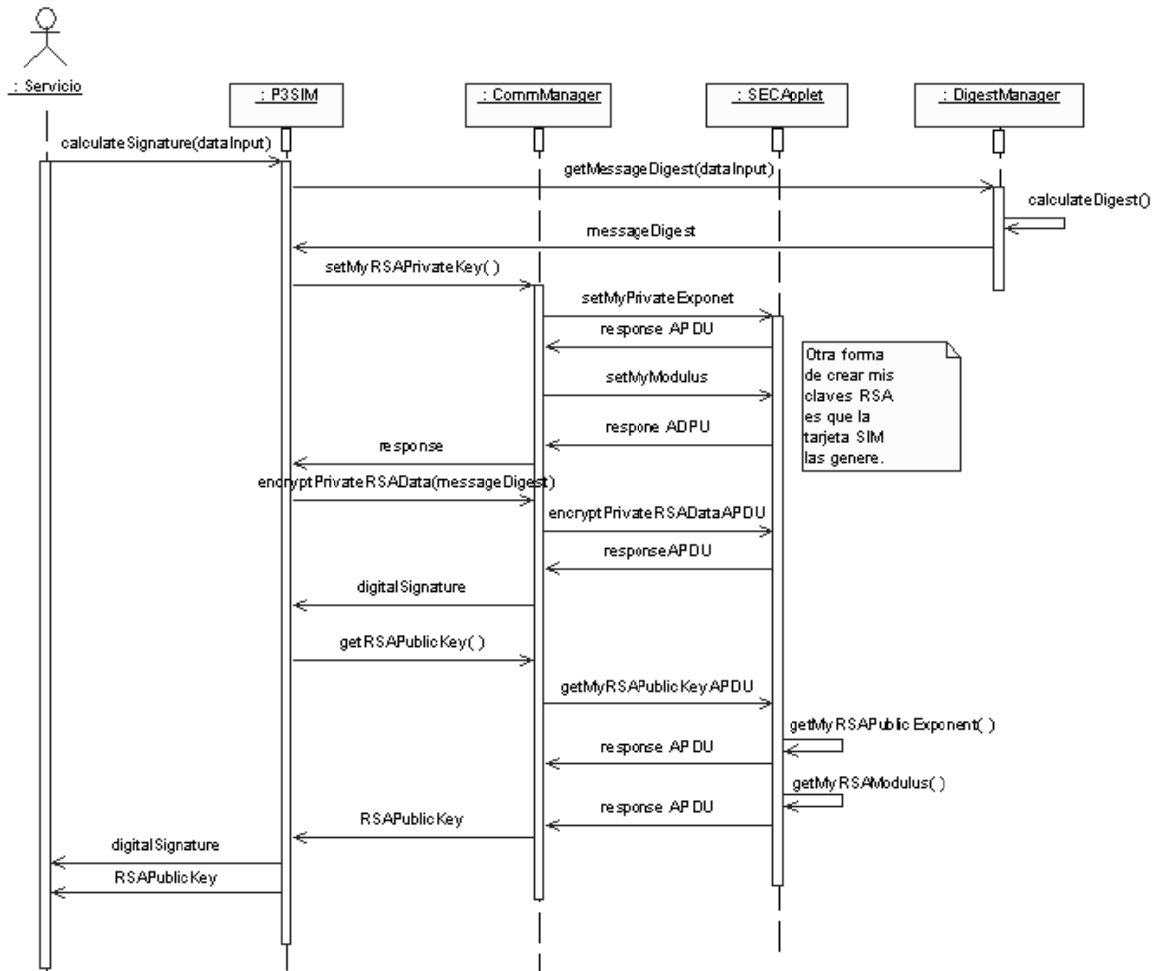 : Servicio
: P3SIM
: CommManager
: SECApplet
: DigestManager
calculateSignature(dataInput)
getMessageDigest(dataInput)
calculateDigest()
messageDigest
setMyRSAPrivateKey( )
setMyPrivateExponet
response APDU
setMyModulus
respone ADPU
response
Otra forma
de crear mis
claves RSA
es que la
tarjeta SIM
las genere.
encryptPrivateRSAData(messageDigest)
encryptPrivateRSADataAPDU
responseAPDU
digitalSignature
getRSAPublicKey( )
getMyRSAPublicKeyAPDU
getMyRSAPublicExponent( )
response APDU
getMyRSAModulus( )
response APDU
RSAPublicKey
digitalSignature
RSAPublicKey